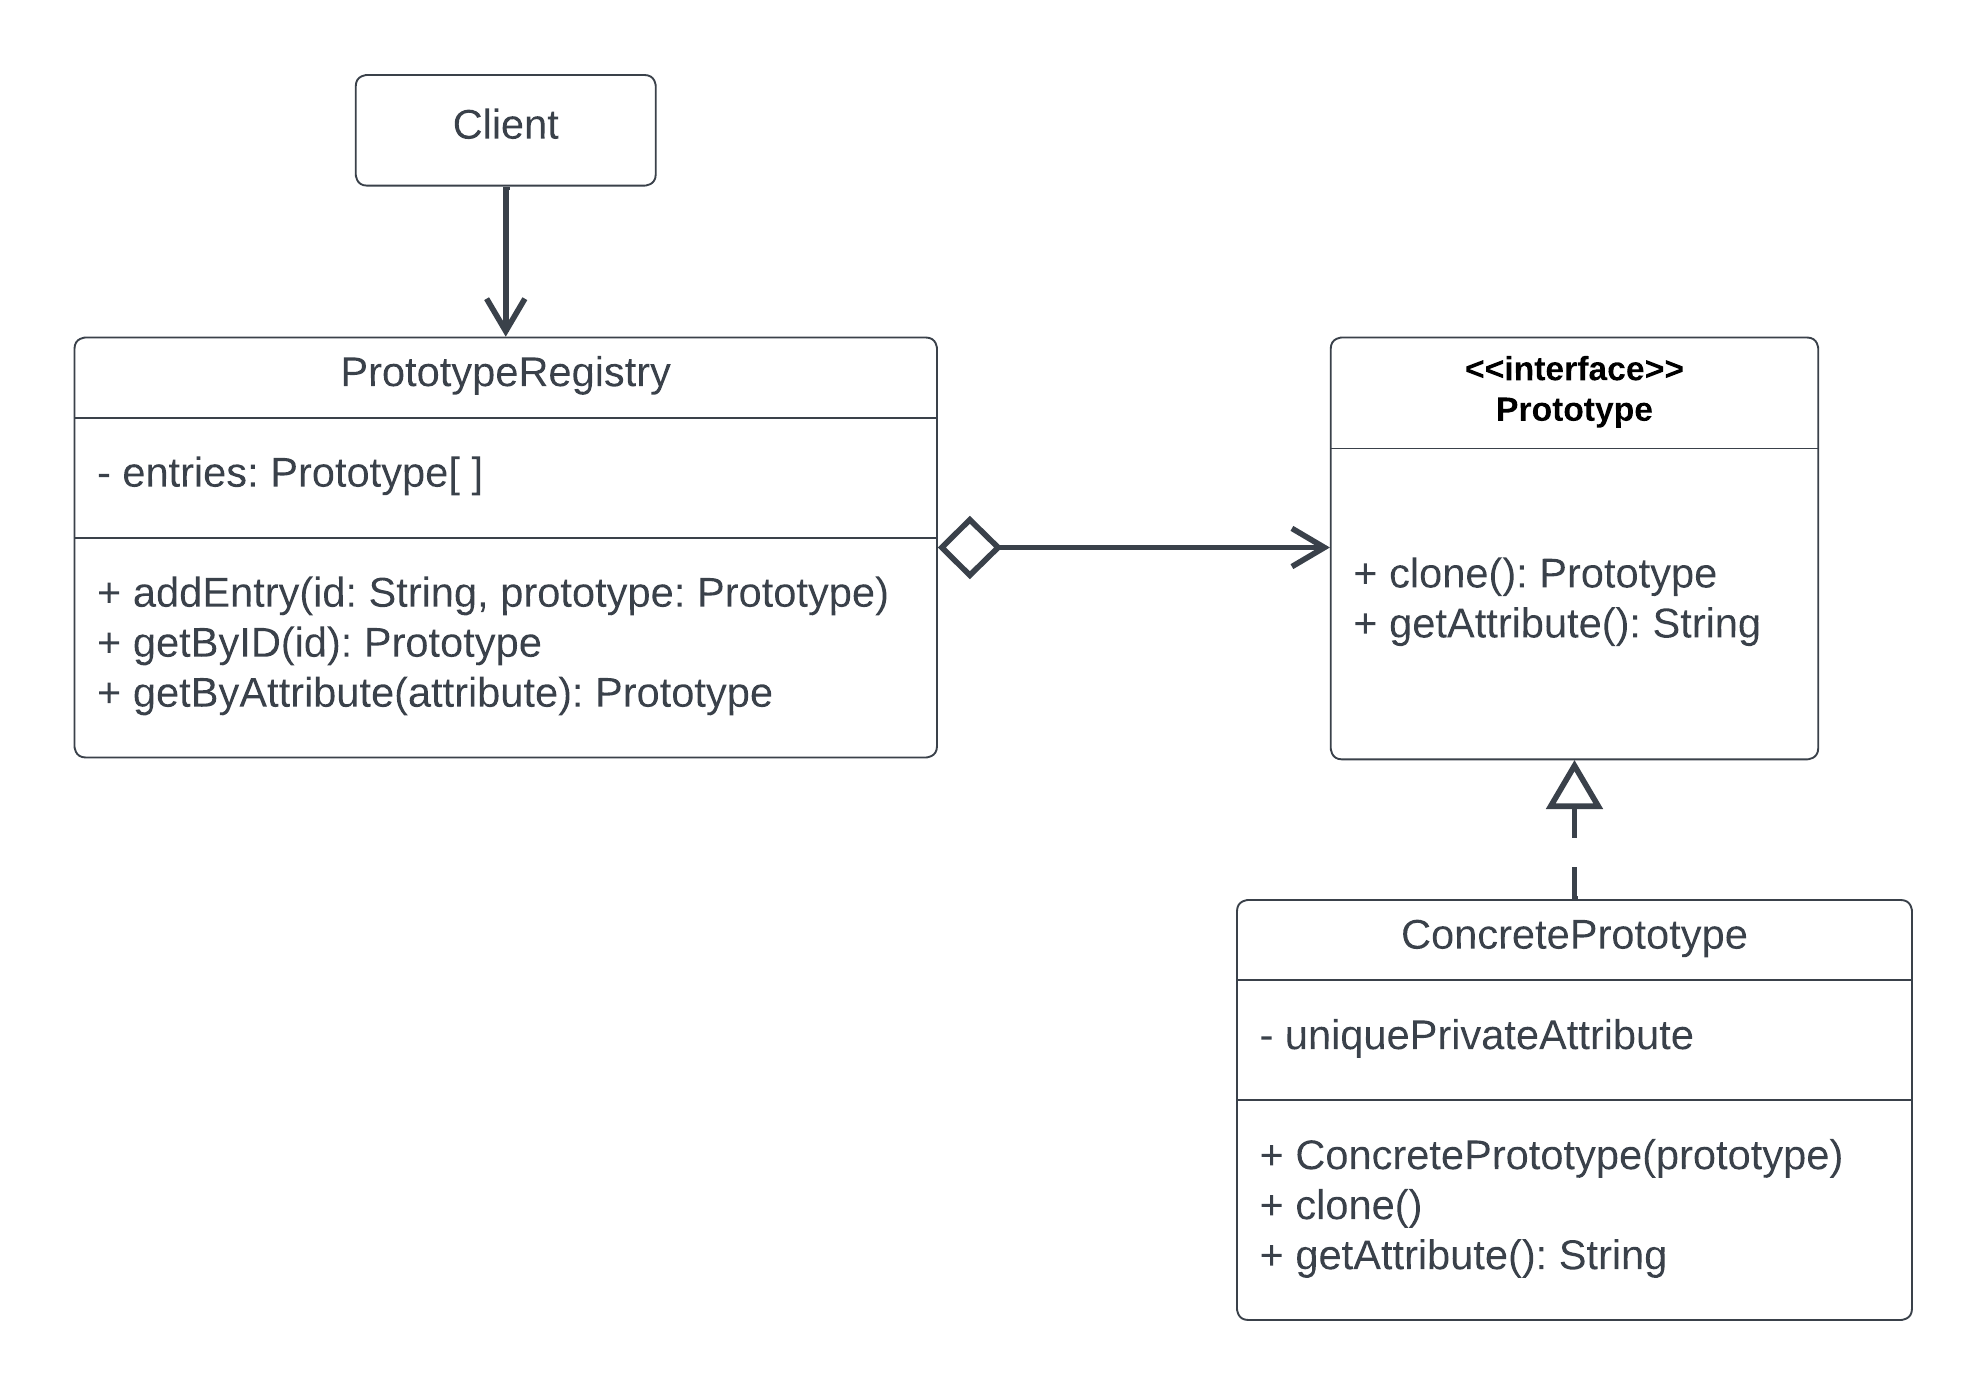 Client
PrototypeRegistry
- entries: Prototype[ ]
+ addEntry(id: String, prototype: Prototype)
+ getByID(id): Prototype
+ getByAttribute(attribute): Prototype
<<interface>>
Prototype
+ clone(): Prototype
+ getAttribute(): String
ConcretePrototype
- uniquePrivateAttribute
+ ConcretePrototype(prototype)
+ clone()
+ getAttribute(): String